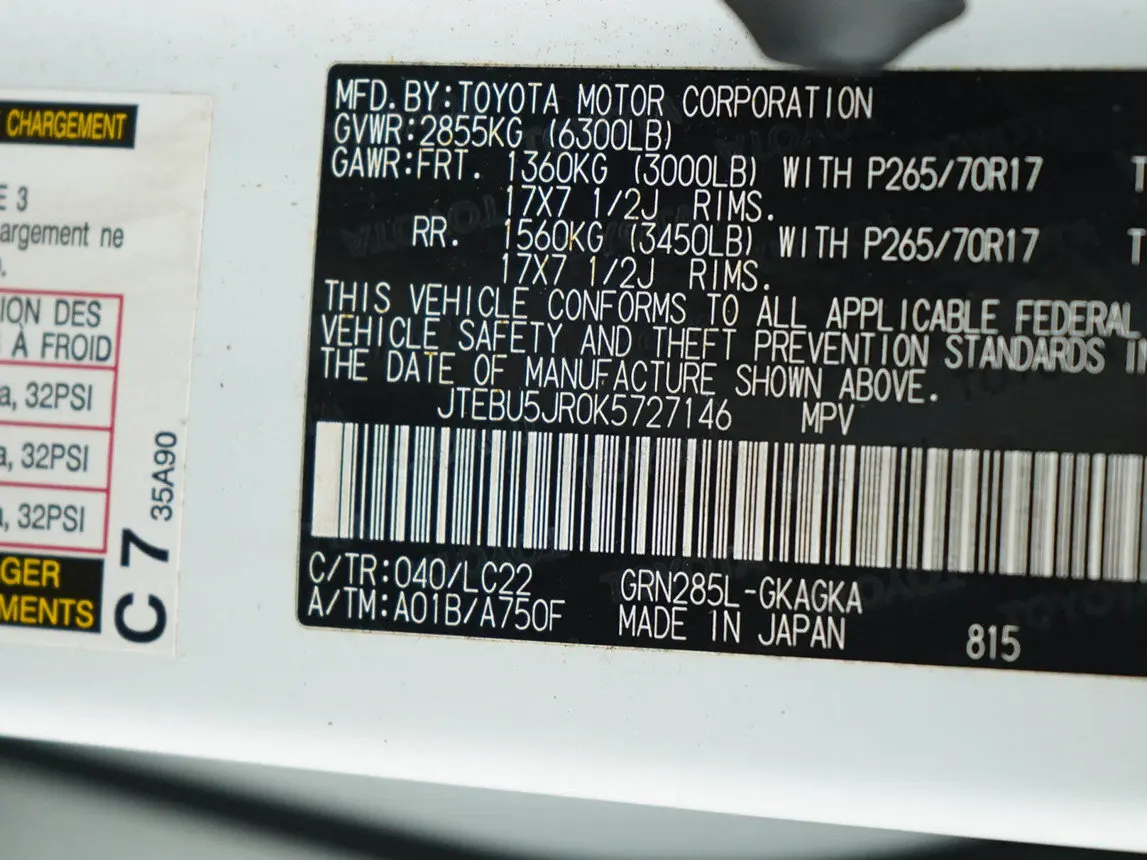 CHARGEMENT
E 3
argement ne
ION DES
À FROID
a, 32PSI
a, 32PSI
, 32PSI
GER
MENTS
C 7
35A90
MFD. BY:TOYOTA MOTOR CORPORATION
GVWR:2855KG (6300LB)
GAWR:FRT. 1360KG (3000LB) WITH P265/70R17 T
17X7 1/2J RIMS.
RR. 1560KG (3450LB) WITH P265/70R17 T
17X7 1/2J RIMS.
THIS VEHICLE CONFORMS TO ALL APPLICABLE FEDERAL
VEHICLE SAFETY AND THEFT PREVENTION STANDARDS IN
THE DATE OF MANUFACTURE SHOWN ABOVE.
JTEBU5JR0K5727146 MPV
C/TR:040/LC22 GRN285L-GKAGKA
A/TM:A01B/A750F MADE IN JAPAN 815